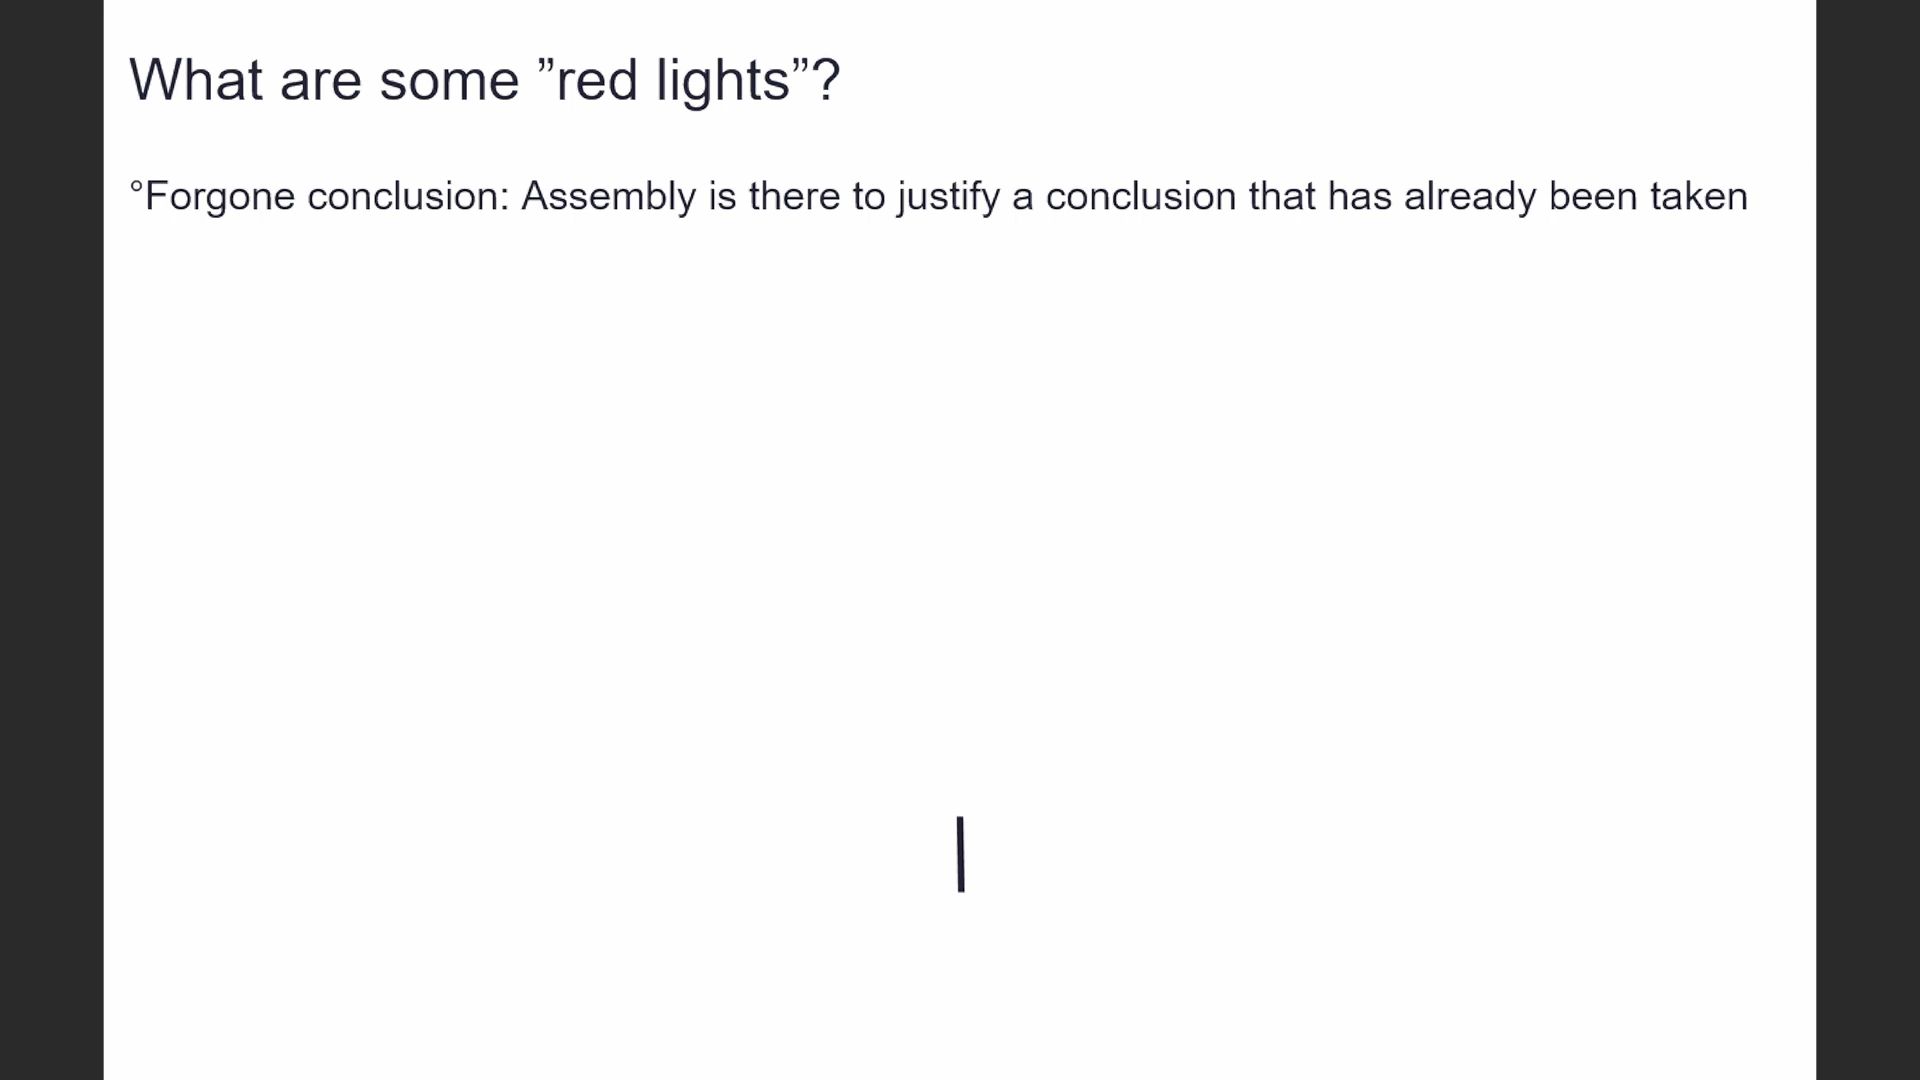 What are some ”red lights”?
°Forgone conclusion: Assembly is there to justify a conclusion that has already been taken